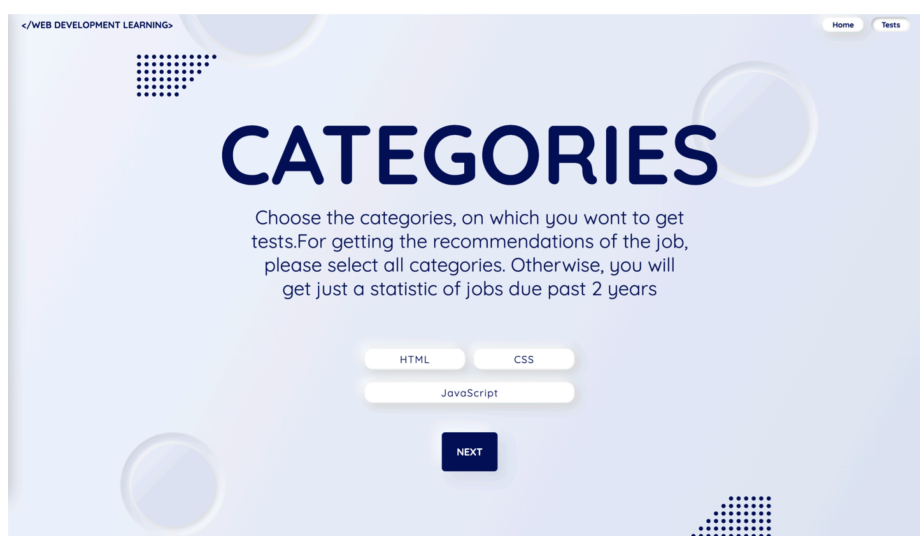 </WEB DEVELOPMENT LEARNING>
Home
Tests
CATEGORIES
Choose the categories, on which you wont to get
tests.For getting the recommendations of the job,
please select all categories. Otherwise, you will
get just a statistic of jobs due past 2 years
HTML
CSS
JavaScript
NEXT